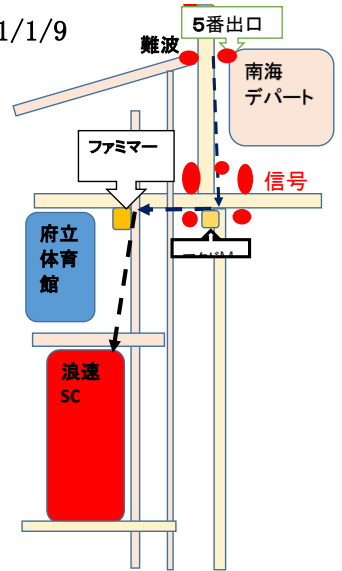 1/1/9
5番出口
難波
南海
デパート
ファミマー
信号
府立
体育
館
浪速
SC